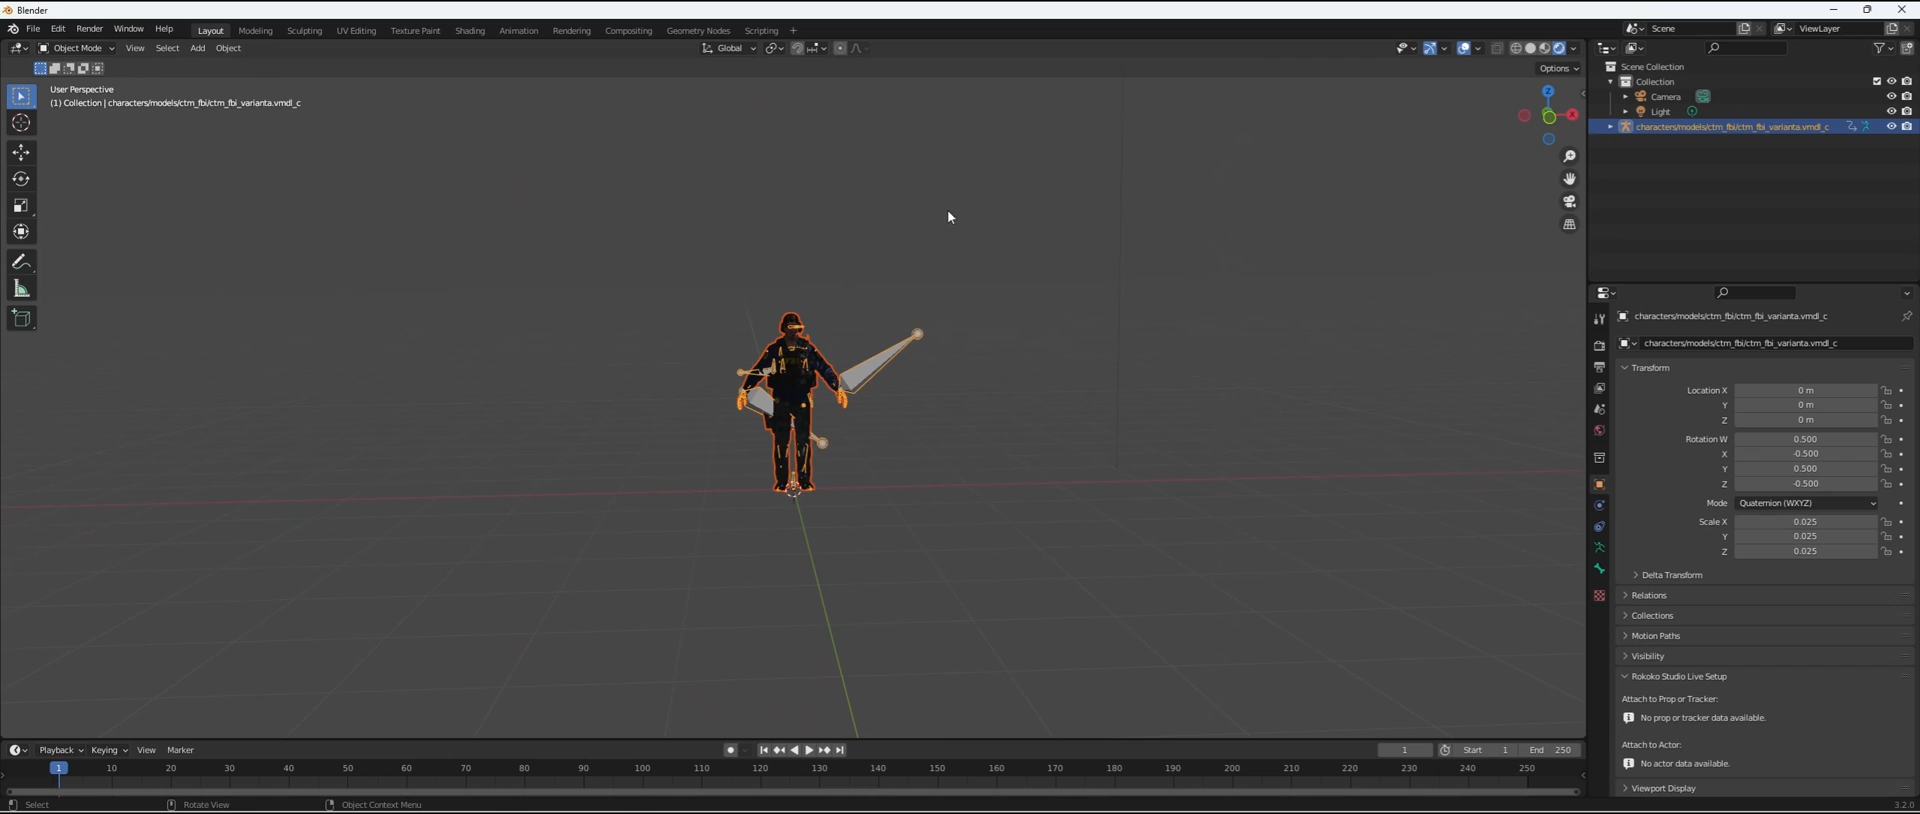 Blender
File Edit Render Window Help Layout Modeling Sculpting UV Editing Texture Paint Shading Animation Rendering Compositing Geometry Nodes Scripting + Scene ViewLayer
Object Mode View Select Add Object Global
Options
User Perspective
(1) Collection | characters/models/ctm_fbi/ctm_fbi_varianta.vmdl_c
Z
X
Scene Collection
Collection
Camera
Light
characters/models/ctm_fbi/ctm_fbi_varianta.vmdl_c
characters/models/ctm_fbi/ctm_fbi_varianta.vmdl_c
characters/models/ctm_fbi/ctm_fbi_varianta.vmdl_c
Transform
Location X 0 m
Y 0 m
Z 0 m
Rotation W 0.500
X -0.500
Y 0.500
Z -0.500
Mode Quaternion (WXYZ)
Scale X 0.025
Y 0.025
Z 0.025
Delta Transform
Relations
Collections
Motion Paths
Visibility
Rokoko Studio Live Setup
Attach to Prop or Tracker:
No prop or tracker data available.
Attach to Actor:
No actor data available.
Viewport Display
Playback Keying View Marker 1 Start 1 End 250
1 10 20 30 40 50 60 70 80 90 100 110 120 130 140 150 160 170 180 190 200 210 220 230 240 250
Select Rotate View Object Context Menu 3.2.0